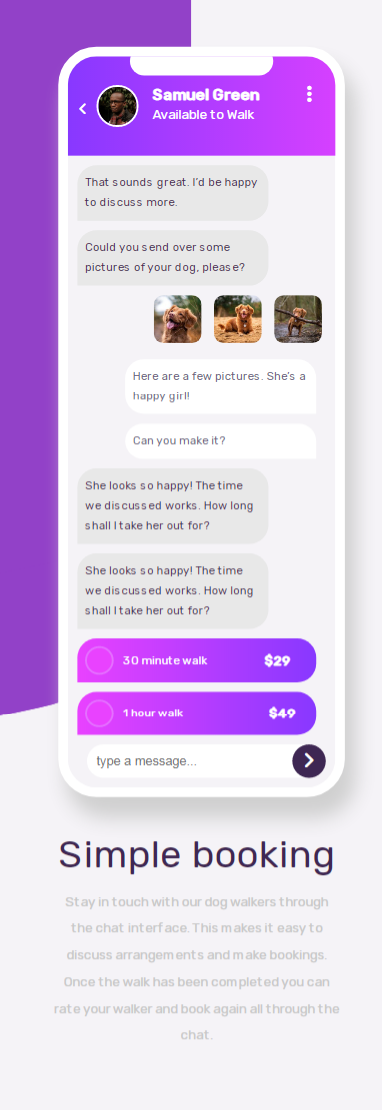 Samuel Green
Available to Walk
That sounds great. I'd be happy
to discuss more.
Could you send over some
pictures of your dog, please?
Here are a few pictures. She's a
happy girl!
Can you make it?
She looks so happy! The time
we discussed works. How long
shall I take her out for?
She looks so happy! The time
we discussed works. How long
shall I take her out for?
30 minute walk $29
1 hour walk $49
type a message...
Simple booking
Stay in touch with our dog walkers through
the chat interface. This makes it easy to
discuss arrangements and make bookings.
Once the walk has been completed you can
rate your walker and book again all through the
chat.